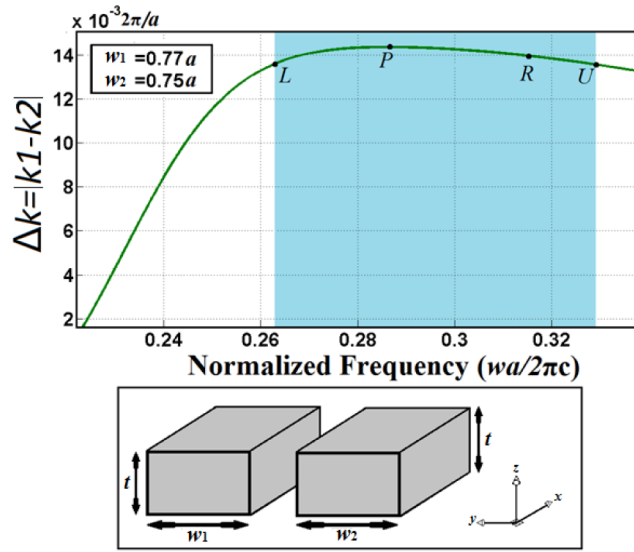 x 10⁻³2π/a
14
12
10
8
6
4
2
w₁ =0.77a
w₂ =0.75a
L
P
R
U
Δk=|k1-k2|
0.24
0.26
0.28
0.3
0.32
Normalized Frequency (wa/2πc)
t
w₁
w₂
t
z
x
y